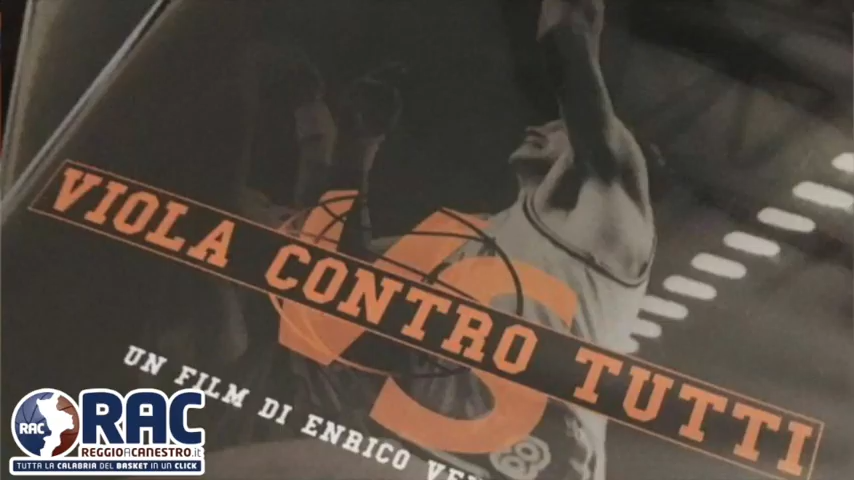 VIOLA CONTRO TUTTI
VS
UN FILM DI ENRICO
RAC
RAC
REGGIOACANESTRO.it
TUTTA LA CALABRIA DEL BASKET IN UN CLICK